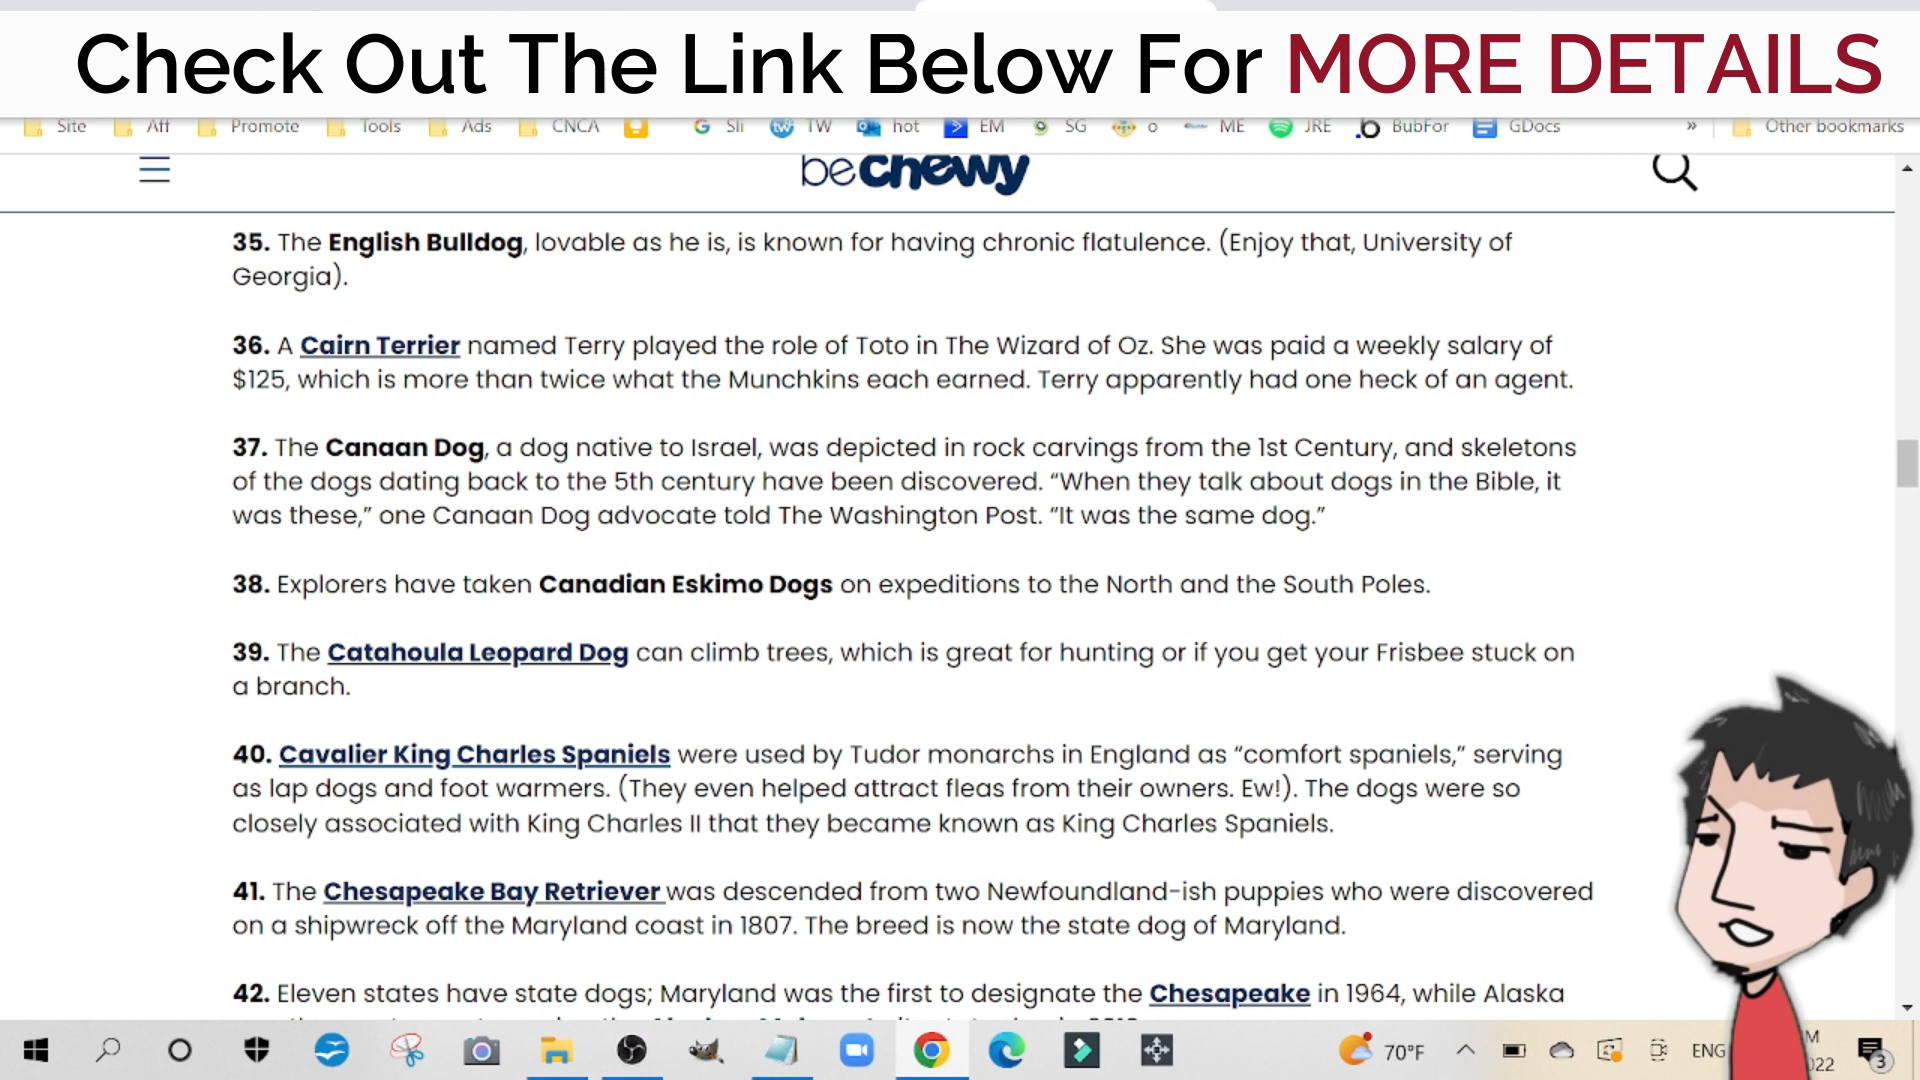 Check Out The Link Below For MORE DETAILS
Site Aff Promote Tools Ads CNCA Sli TW hot EM SG o ME JRE BubFor GDocs » Other bookmarks
be chewy
35. The English Bulldog, lovable as he is, is known for having chronic flatulence. (Enjoy that, University of
Georgia).
36. A Cairn Terrier named Terry played the role of Toto in The Wizard of Oz. She was paid a weekly salary of
$125, which is more than twice what the Munchkins each earned. Terry apparently had one heck of an agent.
37. The Canaan Dog, a dog native to Israel, was depicted in rock carvings from the 1st Century, and skeletons
of the dogs dating back to the 5th century have been discovered. “When they talk about dogs in the Bible, it
was these,” one Canaan Dog advocate told The Washington Post. “It was the same dog.”
38. Explorers have taken Canadian Eskimo Dogs on expeditions to the North and the South Poles.
39. The Catahoula Leopard Dog can climb trees, which is great for hunting or if you get your Frisbee stuck on
a branch.
40. Cavalier King Charles Spaniels were used by Tudor monarchs in England as “comfort spaniels,” serving
as lap dogs and foot warmers. (They even helped attract fleas from their owners. Ew!). The dogs were so
closely associated with King Charles II that they became known as King Charles Spaniels.
41. The Chesapeake Bay Retriever was descended from two Newfoundland-ish puppies who were discovered
on a shipwreck off the Maryland coast in 1807. The breed is now the state dog of Maryland.
42. Eleven states have state dogs; Maryland was the first to designate the Chesapeake in 1964, while Alaska
70°F ENG M
022 3